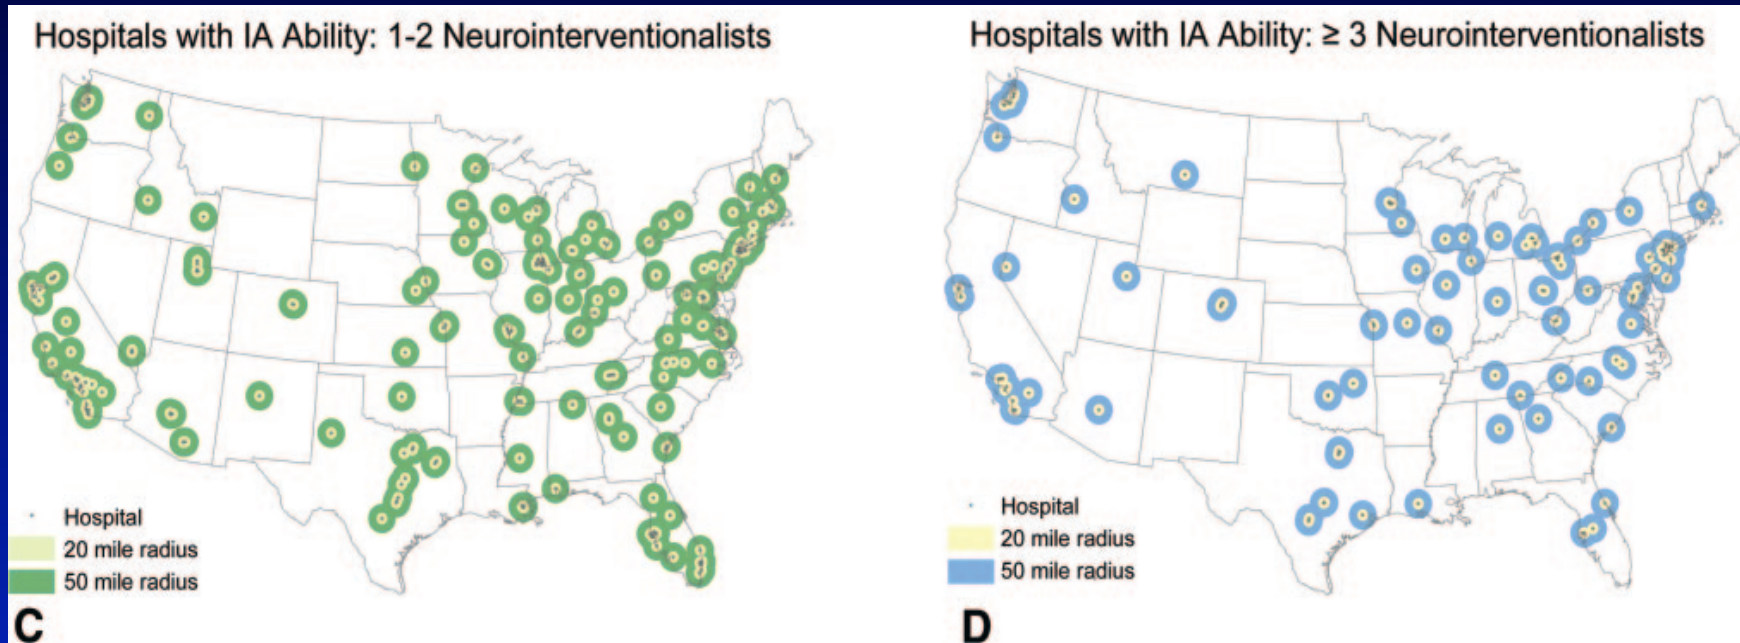 Hospitals with IA Ability: 1-2 Neurointerventionalists
Hospital
20 mile radius
50 mile radius
C
Hospitals with IA Ability: ≥ 3 Neurointerventionalists
Hospital
20 mile radius
50 mile radius
D